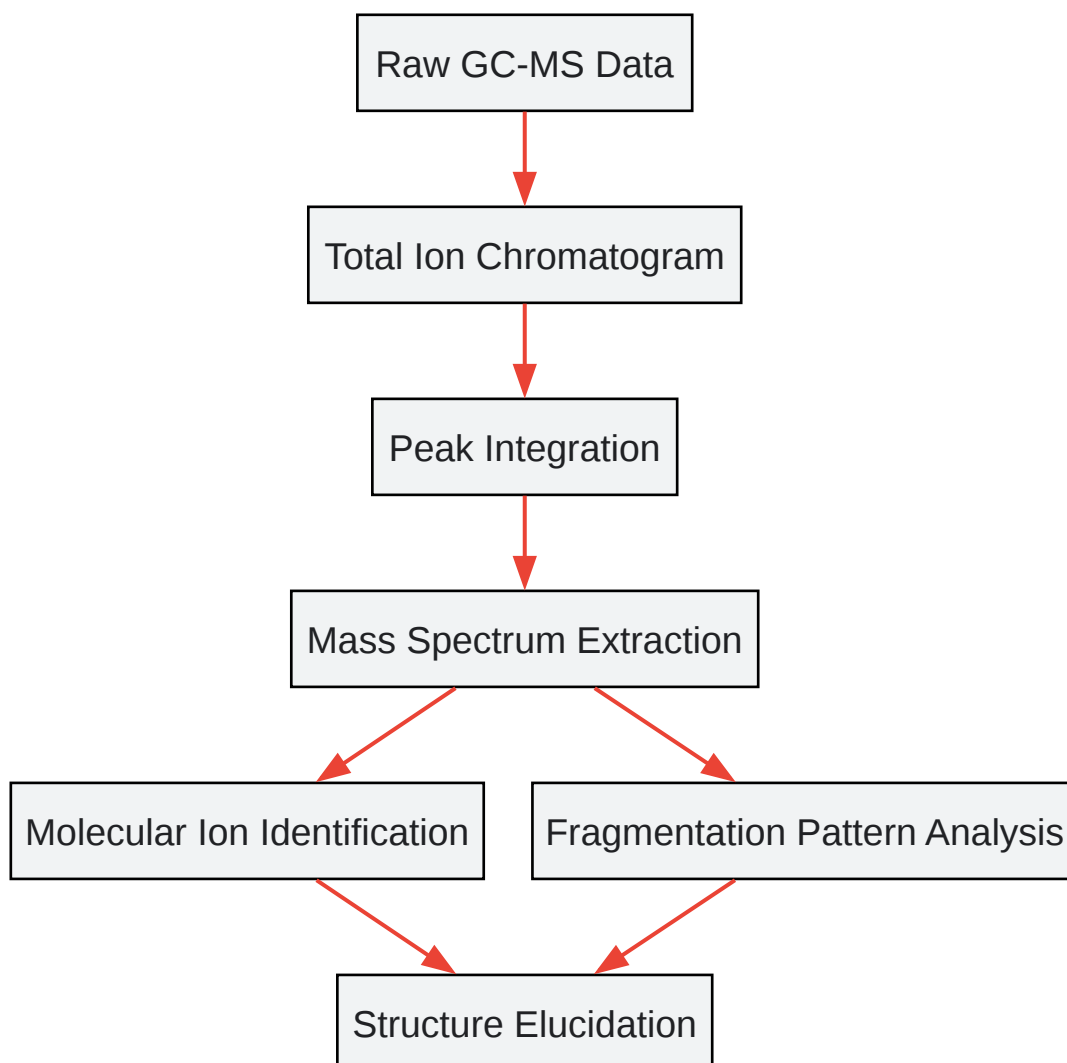 Raw GC-MS Data
Total Ion Chromatogram
Peak Integration
Mass Spectrum Extraction
Molecular Ion Identification
Fragmentation Pattern Analysis
Structure Elucidation